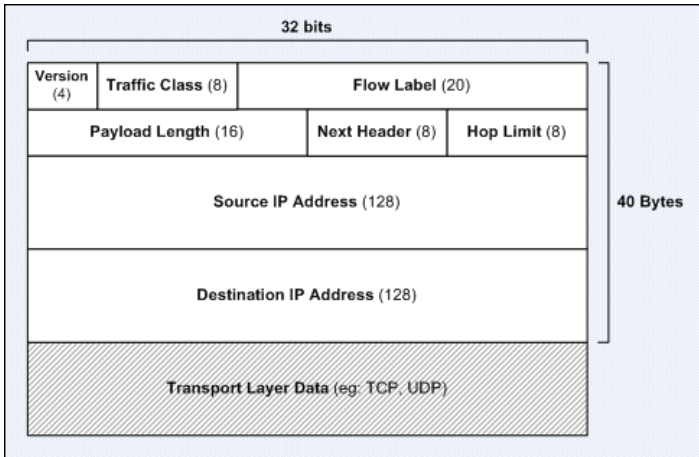 32 bits
Version
(4)
Traffic Class (8)
Flow Label (20)
Payload Length (16)
Next Header (8)
Hop Limit (8)
Source IP Address (128)
40 Bytes
Destination IP Address (128)
Transport Layer Data (eg: TCP, UDP)